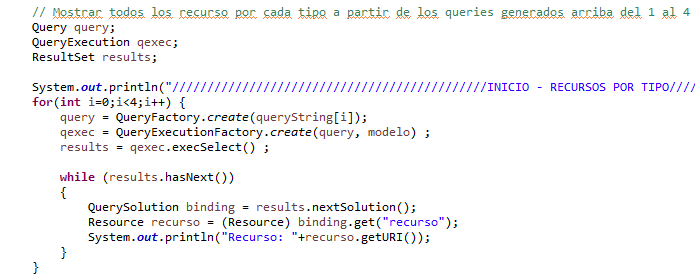 // Mostrar todos los recurso por cada tipo a partir de los queries generados arriba del 1 al 4
Query query;
QueryExecution qexec;
ResultSet results;
System.out.println("/////////////////////////////////////////////INICIO - RECURSOS POR TIPO////
for(int i=0;i<4;i++) {
query = QueryFactory.create(queryString[i]);
qexec = QueryExecutionFactory.create(query, modelo) ;
results = qexec.execSelect() ;
while (results.hasNext())
{
QuerySolution binding = results.nextSolution();
Resource recurso = (Resource) binding.get("recurso");
System.out.println("Recurso: "+recurso.getURI());
}
}